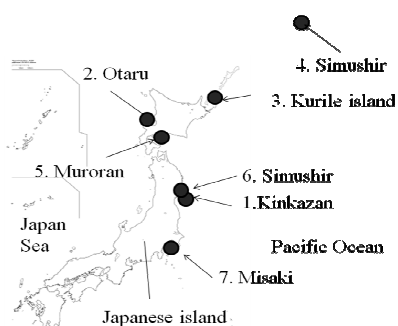 4. Simushir
2. Otaru
3. Kurile island
5. Muroran
6. Simushir
1.Kinkazan
Japan
Sea
Pacific Ocean
7. Misaki
Japanese island